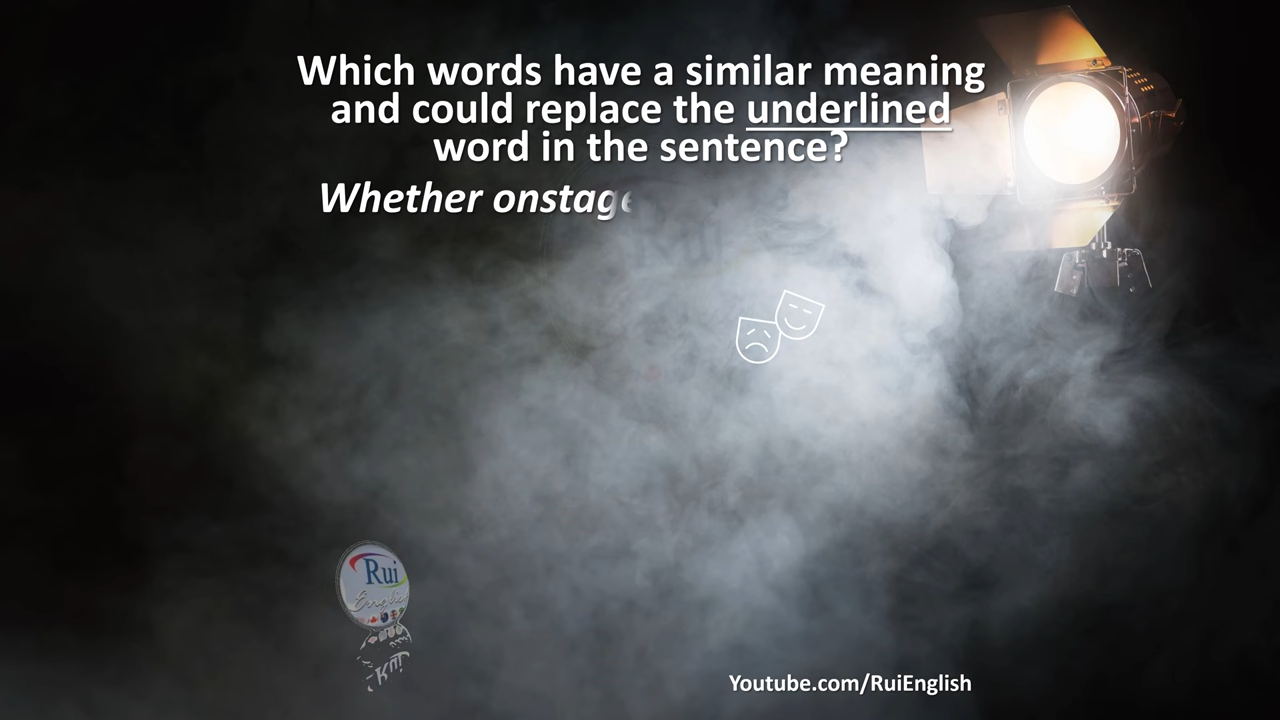 Which words have a similar meaning
and could replace the underlined
word in the sentence?
Whether onstage
Rui
English
Youtube.com/RuiEnglish